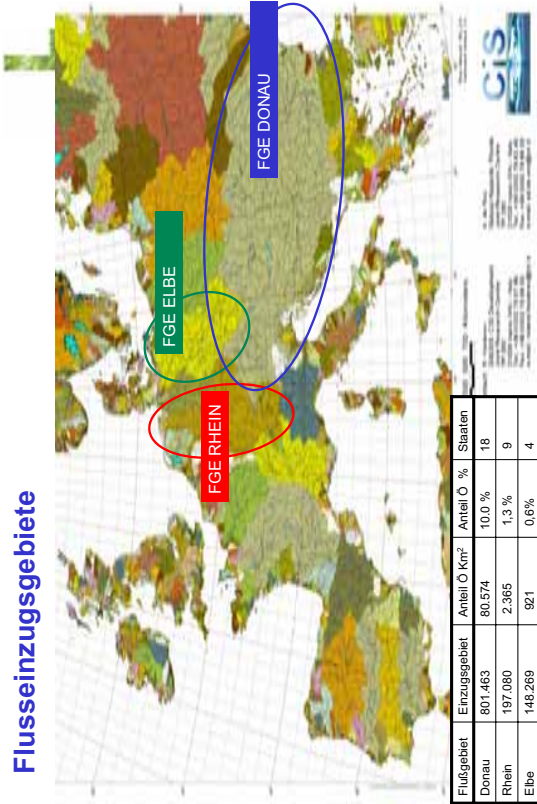 Flusseinzugsgebiete
FGE RHEIN
FGE ELBE
FGE DONAU
CiS
Flußgebiet Einzugsgebiet Anteil Ö Km² Anteil Ö % Staaten
Donau 801.463 80.574 10,0 % 18
Rhein 197.080 2.365 1,3 % 9
Elbe 148.269 921 0,6% 4